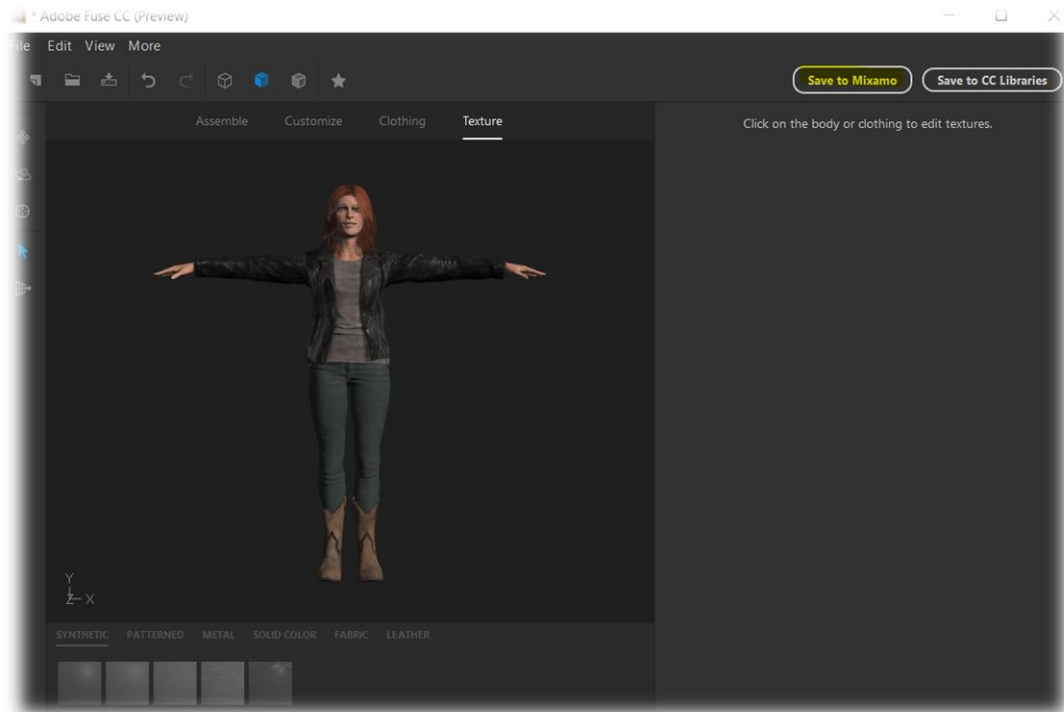 * Adobe Fuse CC (Preview)
File Edit View More
Save to Mixamo Save to CC Libraries
Assemble Customize Clothing Texture
Click on the body or clothing to edit textures.
Y
Z X
SYNTHETIC PATTERNED METAL SOLID COLOR FABRIC LEATHER